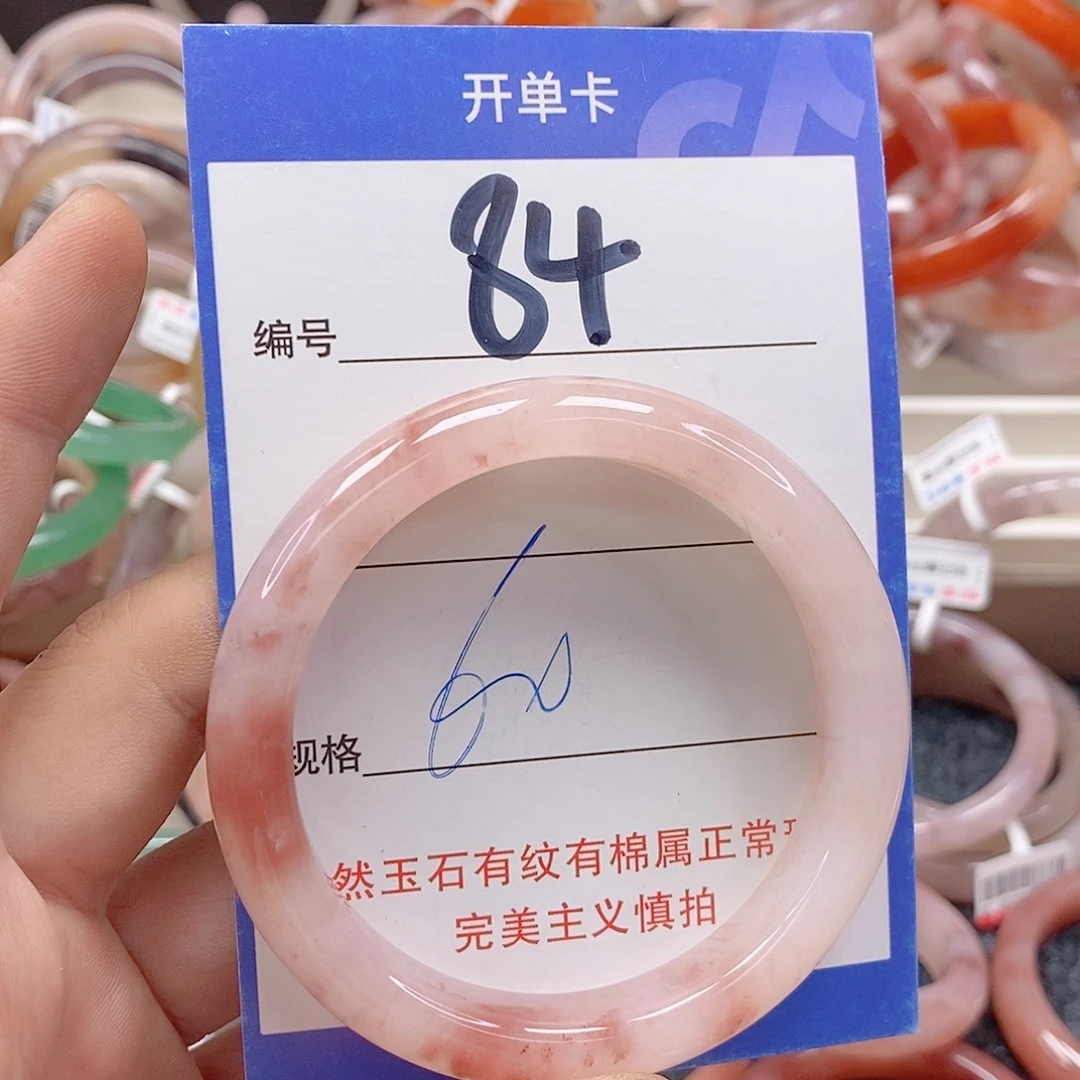 开单卡
编号 84
规格 60
然玉石有纹有棉属正常
完美主义慎拍